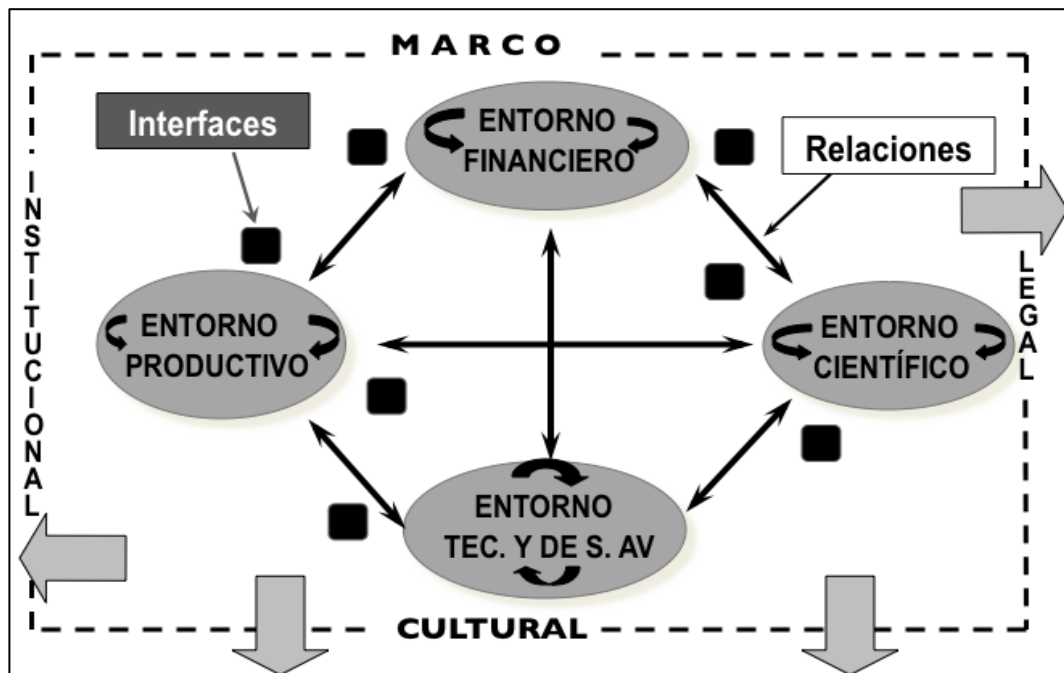 MARCO
Interfaces
ENTORNO
FINANCIERO
Relaciones
INSTITUCIONAL
LEGAL
ENTORNO
PRODUCTIVO
ENTORNO
CIENTÍFICO
ENTORNO
TEC. Y DE S. AV
CULTURAL